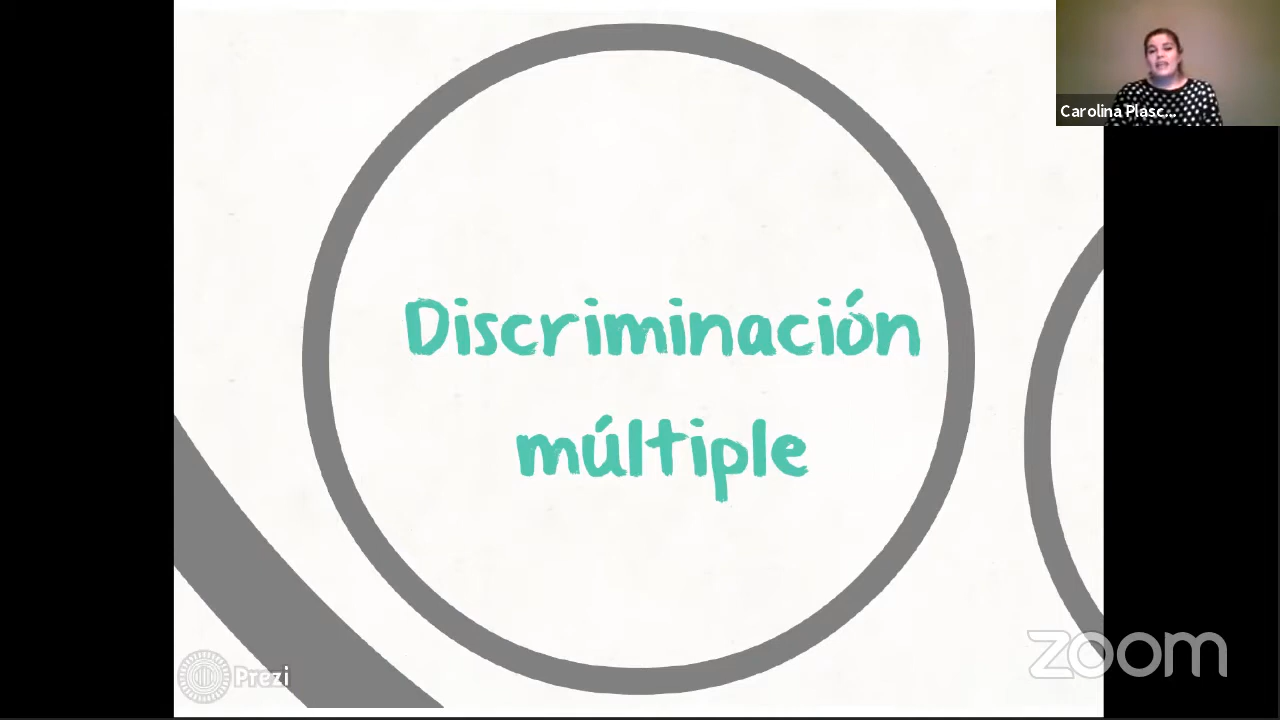 Carolina Plasc...
Discriminación
múltiple
Prezi
zoom